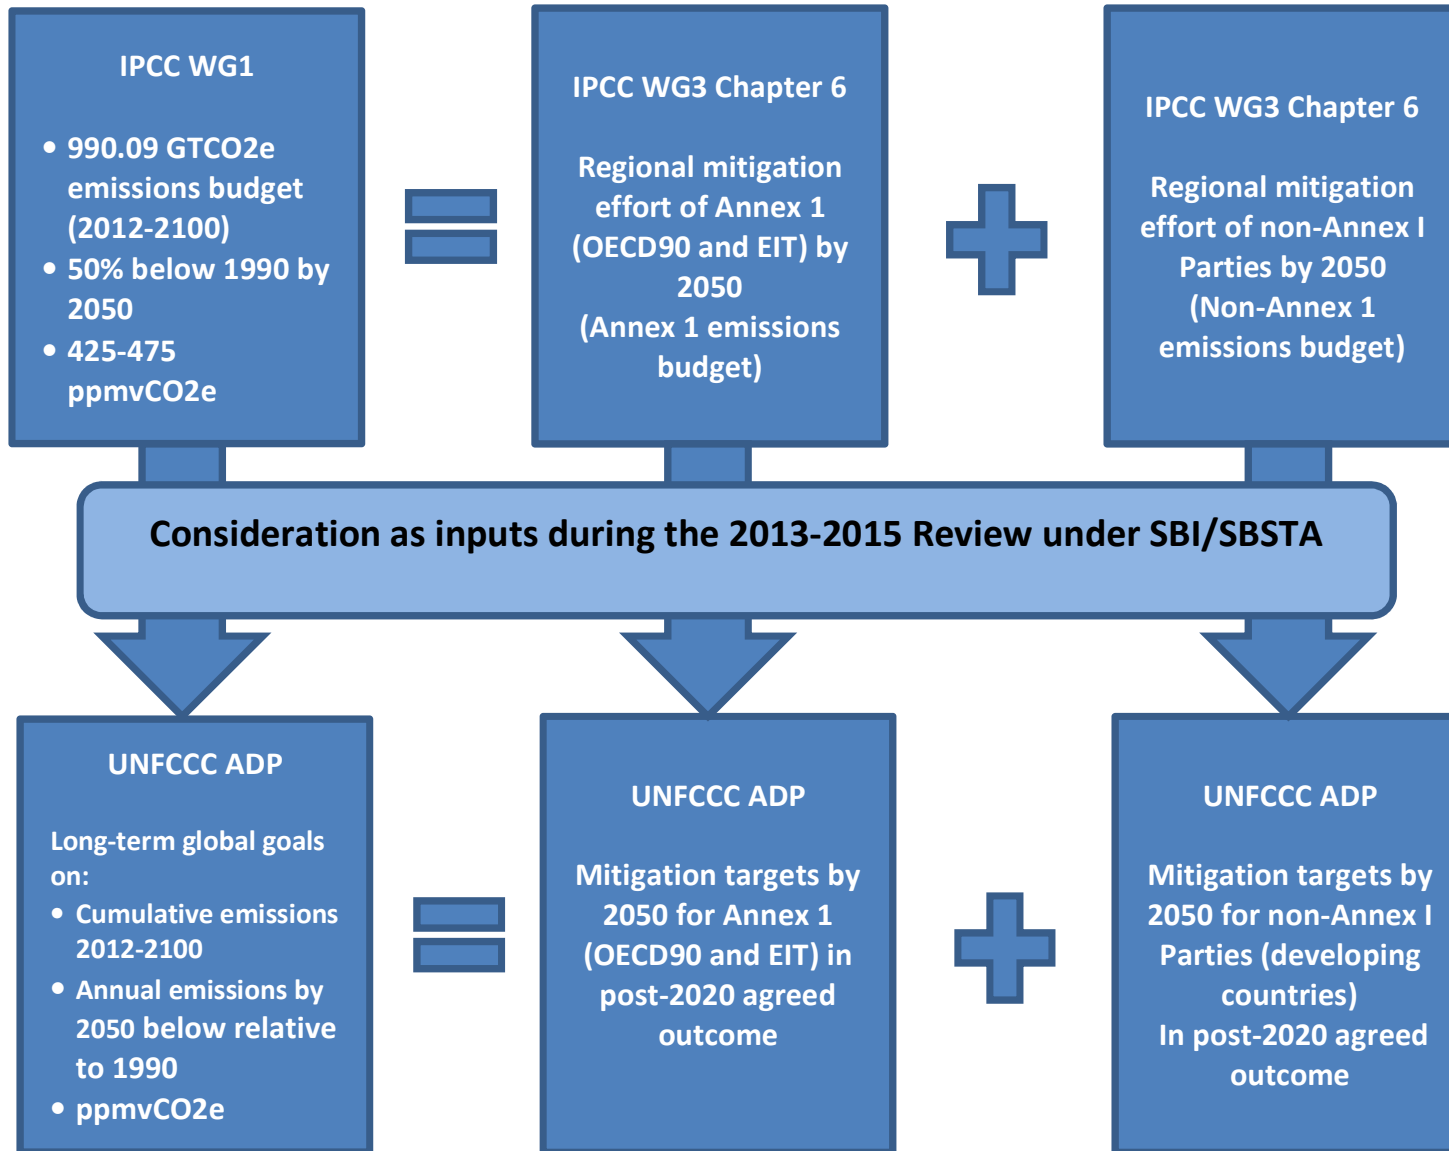 IPCC WG1
• 990.09 GTCO2e
emissions budget
(2012-2100)
• 50% below 1990 by
2050
• 425-475
ppmvCO2e
IPCC WG3 Chapter 6
Regional mitigation
effort of Annex 1
(OECD90 and EIT) by
2050
(Annex 1 emissions
budget)
IPCC WG3 Chapter 6
Regional mitigation
effort of non-Annex I
Parties by 2050
(Non-Annex 1
emissions budget)
Consideration as inputs during the 2013-2015 Review under SBI/SBSTA
UNFCCC ADP
Long-term global goals
on:
• Cumulative emissions
2012-2100
• Annual emissions by
2050 below relative
to 1990
• ppmvCO2e
UNFCCC ADP
Mitigation targets by
2050 for Annex 1
(OECD90 and EIT) in
post-2020 agreed
outcome
UNFCCC ADP
Mitigation targets by
2050 for non-Annex I
Parties (developing
countries)
In post-2020 agreed
outcome